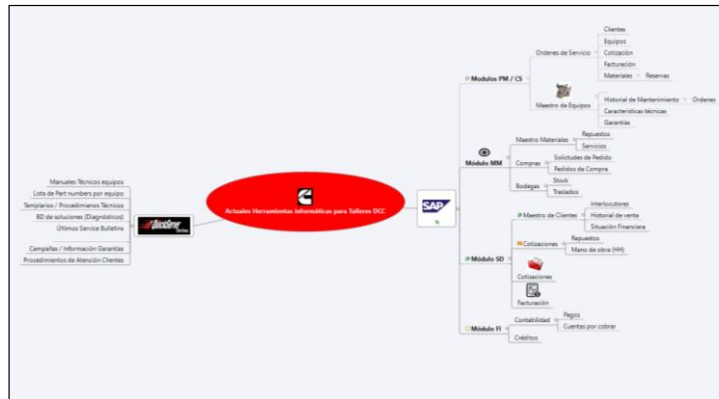 Actuales Herramientas informáticas para Talleres DCC
Manuales Técnicos equipos
Lista de Part numbers por equipo
Templarios / Procedimientos Técnicos
BD de soluciones (Diagnósticos)
Últimos Service Bulletins
Campañas / Información Garantías
Procedimientos de Atención Clientes
QuickServe
SAP
Modulos PM / CS
Ordenes de Servicio
Clientes
Equipos
Cotización
Facturación
Materiales
Reservas
Maestro de Equipos
Historial de Mantenimiento
Ordenes
Características técnicas
Garantías
Módulo MM
Maestro Materiales
Repuestos
Servicios
Compras
Solicitudes de Pedido
Pedidos de Compra
Bodegas
Stock
Traslados
Módulo SD
Maestro de Clientes
Interlocutores
Historial de venta
Situación Financiera
Cotizaciones
Repuestos
Mano de obra (HH)
Cotizaciones
Facturación
Módulo FI
Contabilidad
Pagos
Cuentas por cobrar
Créditos